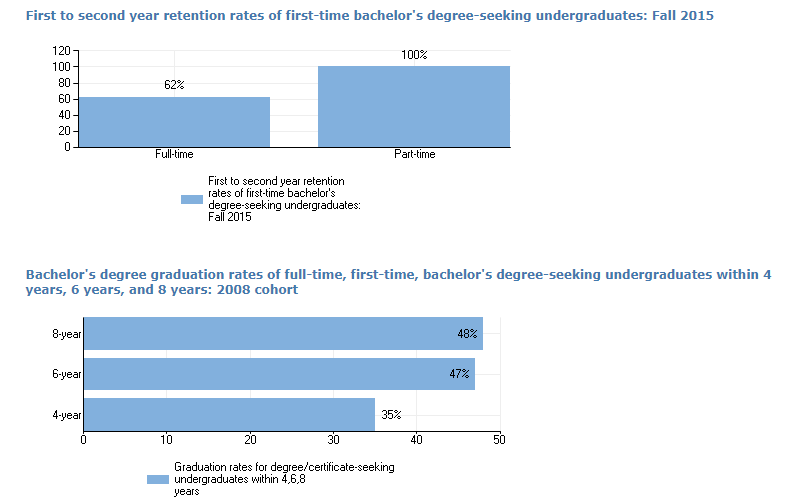 First to second year retention rates of first-time bachelor's degree-seeking undergraduates: Fall 2015
120
100
80
60
40
20
0
62%
100%
Full-time
Part-time
First to second year retention
rates of first-time bachelor's
degree-seeking undergraduates:
Fall 2015
Bachelor's degree graduation rates of full-time, first-time, bachelor's degree-seeking undergraduates within 4
years, 6 years, and 8 years: 2008 cohort
8-year
48%
6-year
47%
4-year
35%
0
10
20
30
40
50
Graduation rates for degree/certificate-seeking
undergraduates within 4,6,8
years